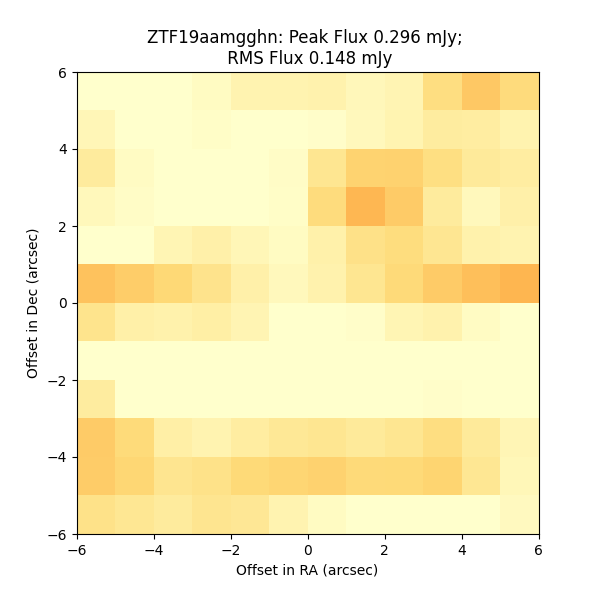 ZTF19aamgghn: Peak Flux 0.296 mJy;
RMS Flux 0.148 mJy
6
4
2
0
−2
−4
−6
Offset in Dec (arcsec)
−6 −4 −2 0 2 4 6
Offset in RA (arcsec)